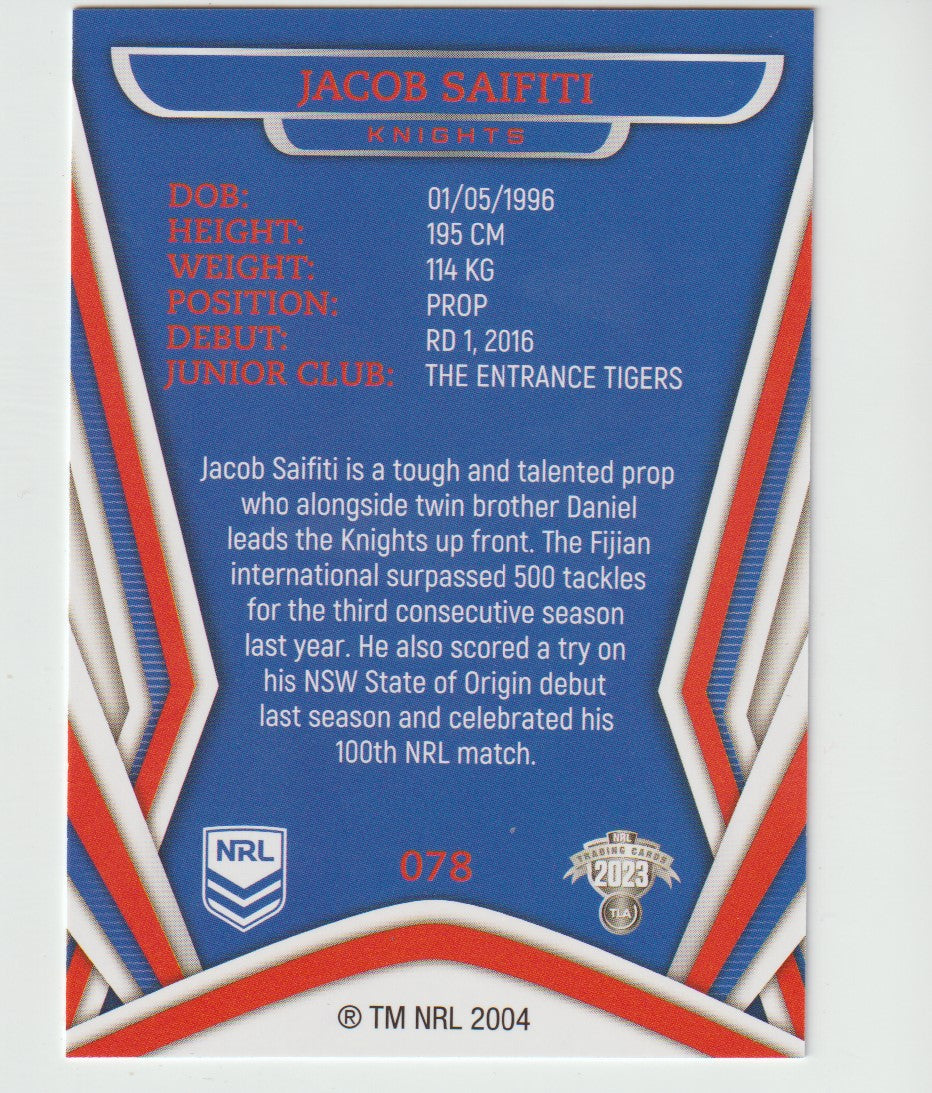 JACOB SAIFITI
KNIGHTS
DOB: 01/05/1996
HEIGHT: 195 CM
WEIGHT: 114 KG
POSITION: PROP
DEBUT: RD 1, 2016
JUNIOR CLUB: THE ENTRANCE TIGERS
Jacob Saifiti is a tough and talented prop
who alongside twin brother Daniel
leads the Knights up front. The Fijian
international surpassed 500 tackles
for the third consecutive season
last year. He also scored a try on
his NSW State of Origin debut
last season and celebrated his
100th NRL match.
NRL
078
NRL
TRADING CARDS
2023
TLA
® TM NRL 2004